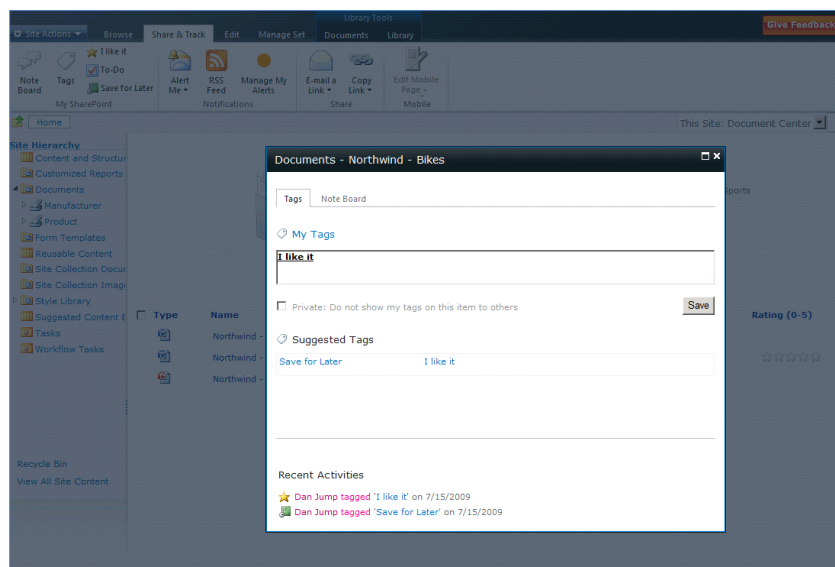 Library Tools
Give Feedback
Site Actions
Browse
Share & Track
Edit
Manage Set
Documents
Library
I like it
To-Do
Save for Later
Note Board
Tags
Alert Me
RSS Feed
Manage My Alerts
E-mail a Link
Copy Link
Edit Mobile Page
My SharePoint
Notifications
Share
Mobile
Home
This Site: Document Center
Site Hierarchy
Content and Structur
Customized Reports
Documents
Manufacturer
Product
Form Templates
Reusable Content
Site Collection Docu
Site Collection Imag
Style Library
Suggested Content B
Tasks
Workflow Tasks
Recycle Bin
View All Site Content
Documents - Northwind - Bikes
Tags
Note Board
My Tags
I like it
Private: Do not show my tags on this item to others
Save
Suggested Tags
Save for Later
I like it
Recent Activities
Dan Jump tagged 'I like it' on 7/15/2009
Dan Jump tagged 'Save for Later' on 7/15/2009
ports
Type
Name
Rating (0-5)
Northwind -
Northwind -
Northwind -